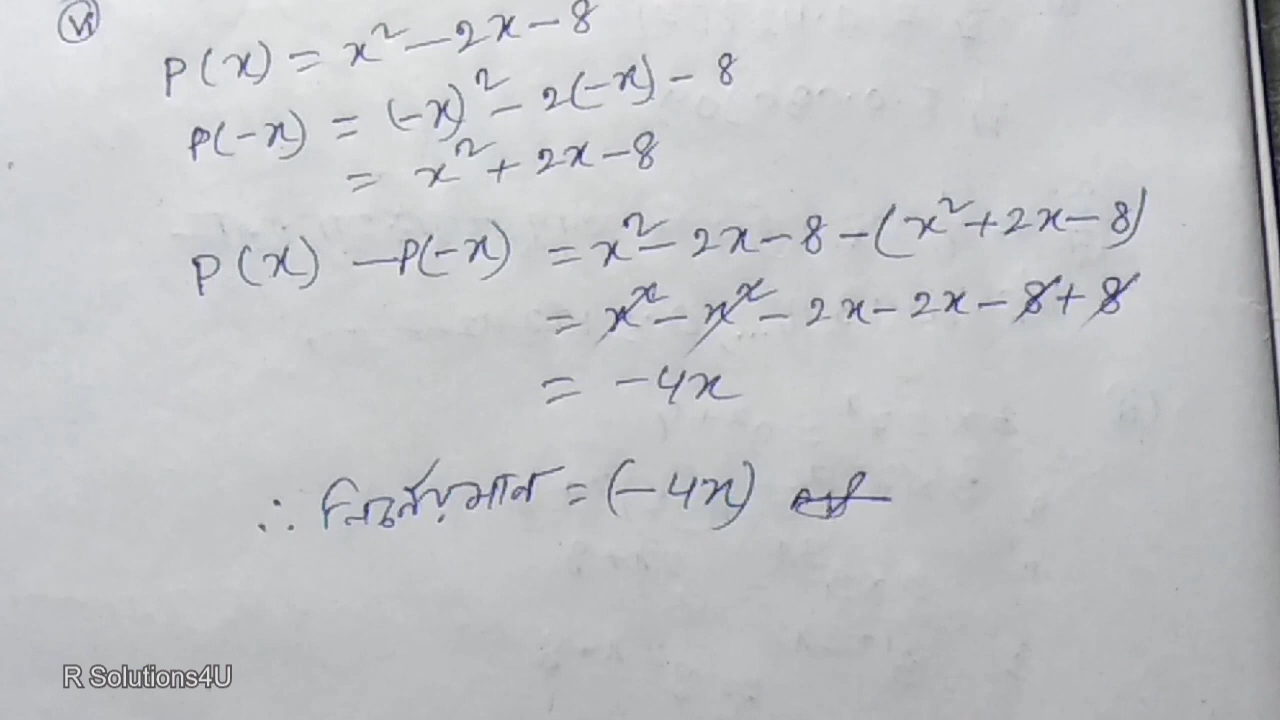 (vi)
P(x) = x² - 2x - 8
P(-x) = (-x)² - 2(-x) - 8
= x² + 2x - 8
P(x) - P(-x) = x² - 2x - 8 - (x² + 2x - 8)
= x² - x² - 2x - 2x - 8 + 8
= -4x
∴ নির্ণেয় মান = (-4x)
R Solutions4U